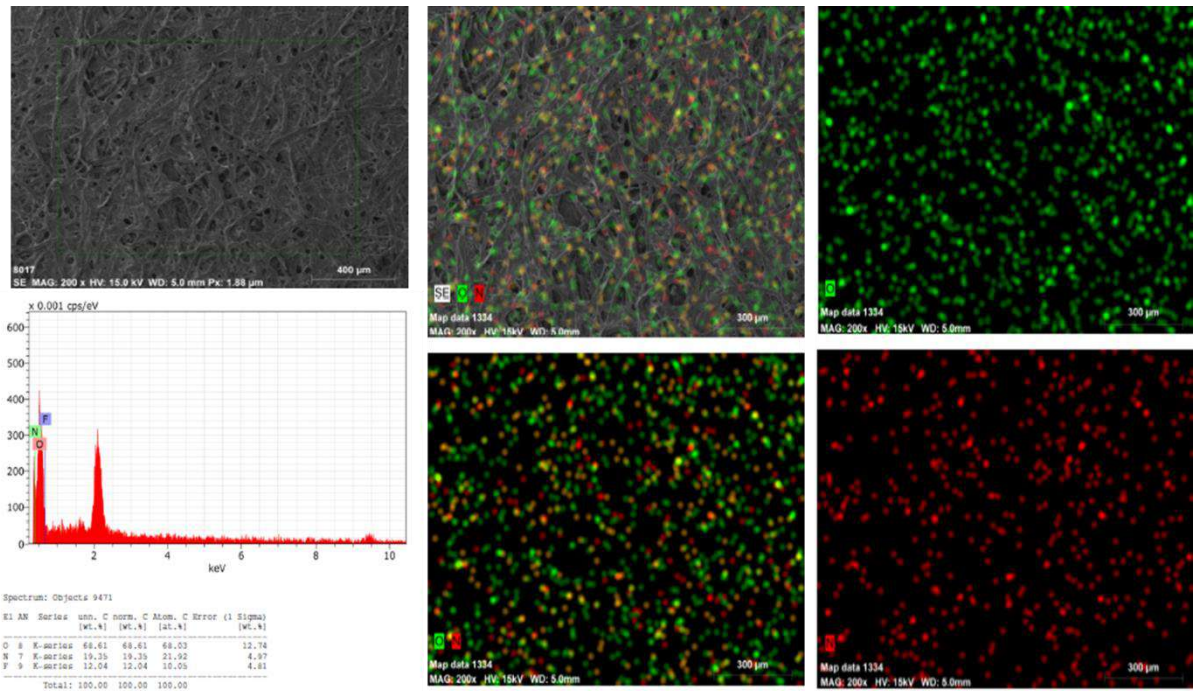 8017
SE MAG: 200 x HV: 15.0 kV WD: 5.0 mm Px: 1.88 µm
400 µm
SE O N
Map data 1334
MAG: 200x HV: 15kV WD: 5.0mm
300 µm
O
Map data 1334
MAG: 200x HV: 15kV WD: 5.0mm
300 µm
x 0.001 cps/eV
600
500
400
300
200
100
0
F
N
O
2 4 6 8 10
keV
O N
Map data 1334
MAG: 200x HV: 15kV WD: 5.0mm
300 µm
N
Map data 1334
MAG: 200x HV: 15kV WD: 5.0mm
300 µm
Spectrum: Objects 9471
El AN Series unn. C norm. C Atom. C Error (1 Sigma)
[wt.%] [wt.%] [at.%] [wt.%]
O 8 K-series 68.61 68.61 68.03 12.74
N 7 K-series 19.35 19.35 21.92 4.97
F 9 K-series 12.04 12.04 10.05 4.81
Total: 100.00 100.00 100.00